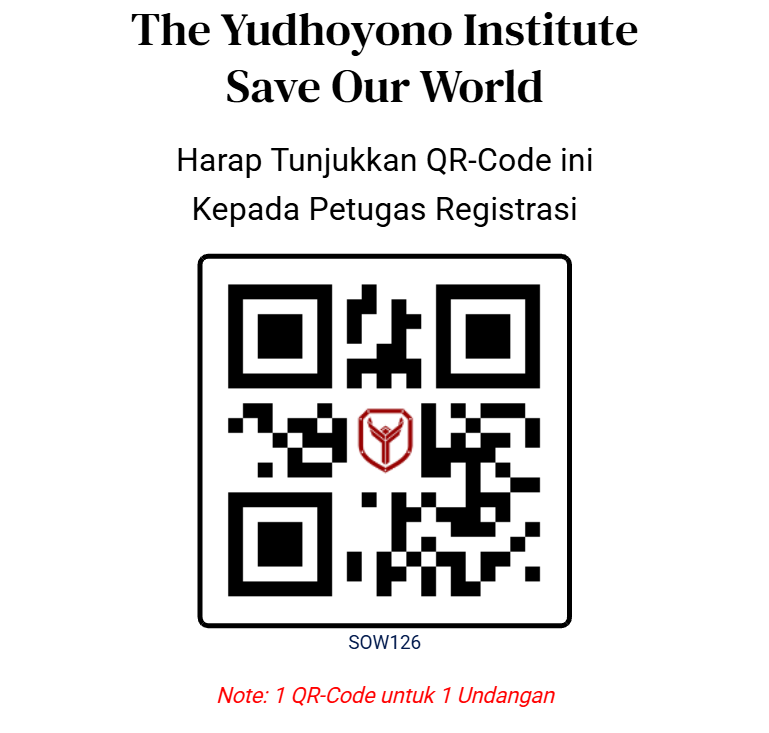 The Yudhoyono Institute
Save Our World
Harap Tunjukkan QR-Code ini
Kepada Petugas Registrasi
SOW126
Note: 1 QR-Code untuk 1 Undangan